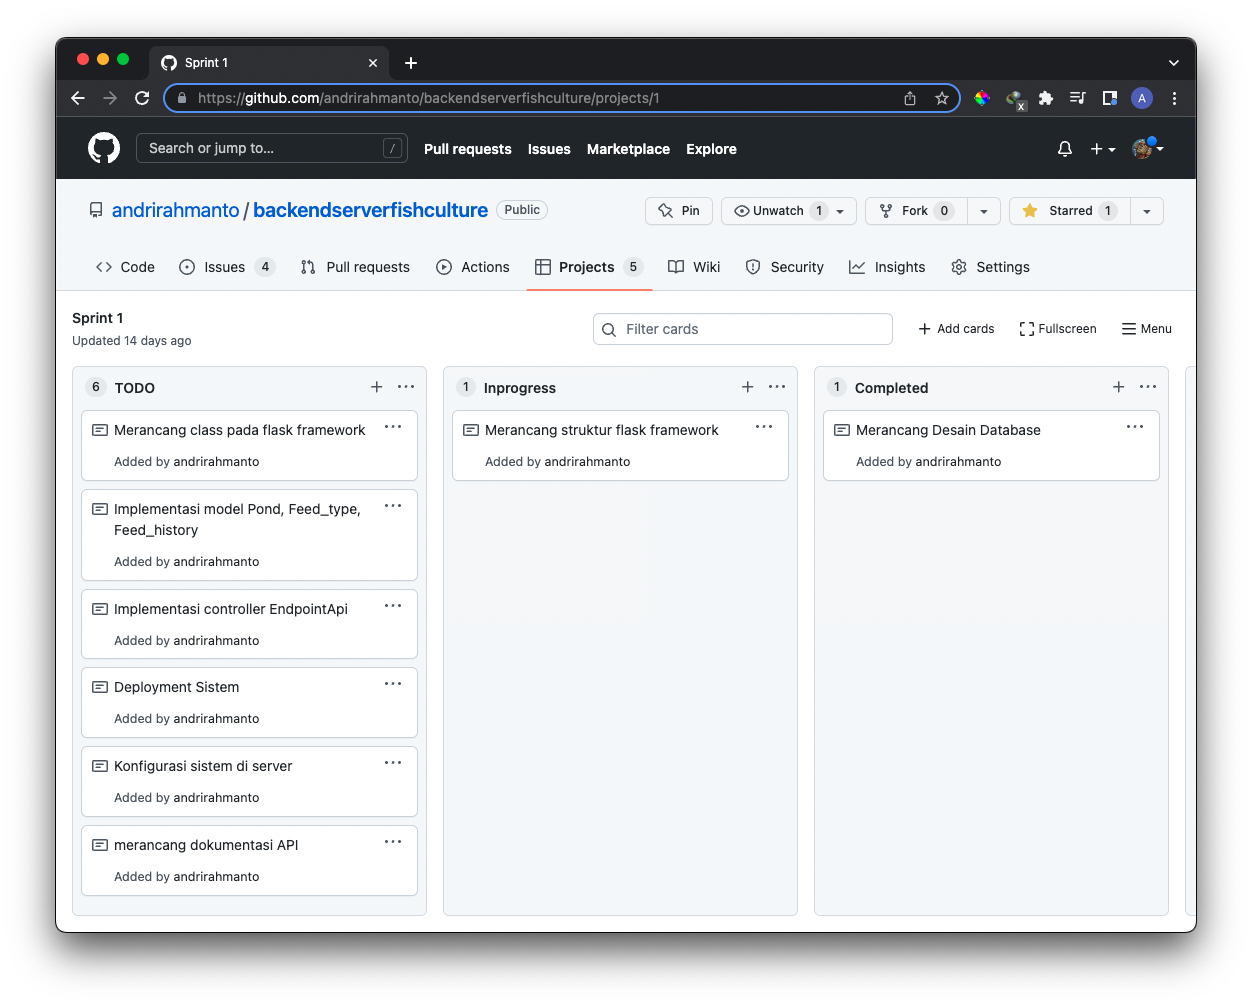 Sprint 1
https://github.com/andrirahmanto/backendserverfishculture/projects/1
x
A
Search or jump to...
/
Pull requests
Issues
Marketplace
Explore
andrirahmanto / backendserverfishculture
Public
Pin
Unwatch 1
Fork 0
Starred 1
Code
Issues 4
Pull requests
Actions
Projects 5
Wiki
Security
Insights
Settings
Sprint 1
Updated 14 days ago
Filter cards
Add cards
Fullscreen
Menu
6 TODO
Merancang class pada flask framework
Added by andrirahmanto
Implementasi model Pond, Feed_type,
Feed_history
Added by andrirahmanto
Implementasi controller EndpointApi
Added by andrirahmanto
Deployment Sistem
Added by andrirahmanto
Konfigurasi sistem di server
Added by andrirahmanto
merancang dokumentasi API
Added by andrirahmanto
1 Inprogress
Merancang struktur flask framework
Added by andrirahmanto
1 Completed
Merancang Desain Database
Added by andrirahmanto